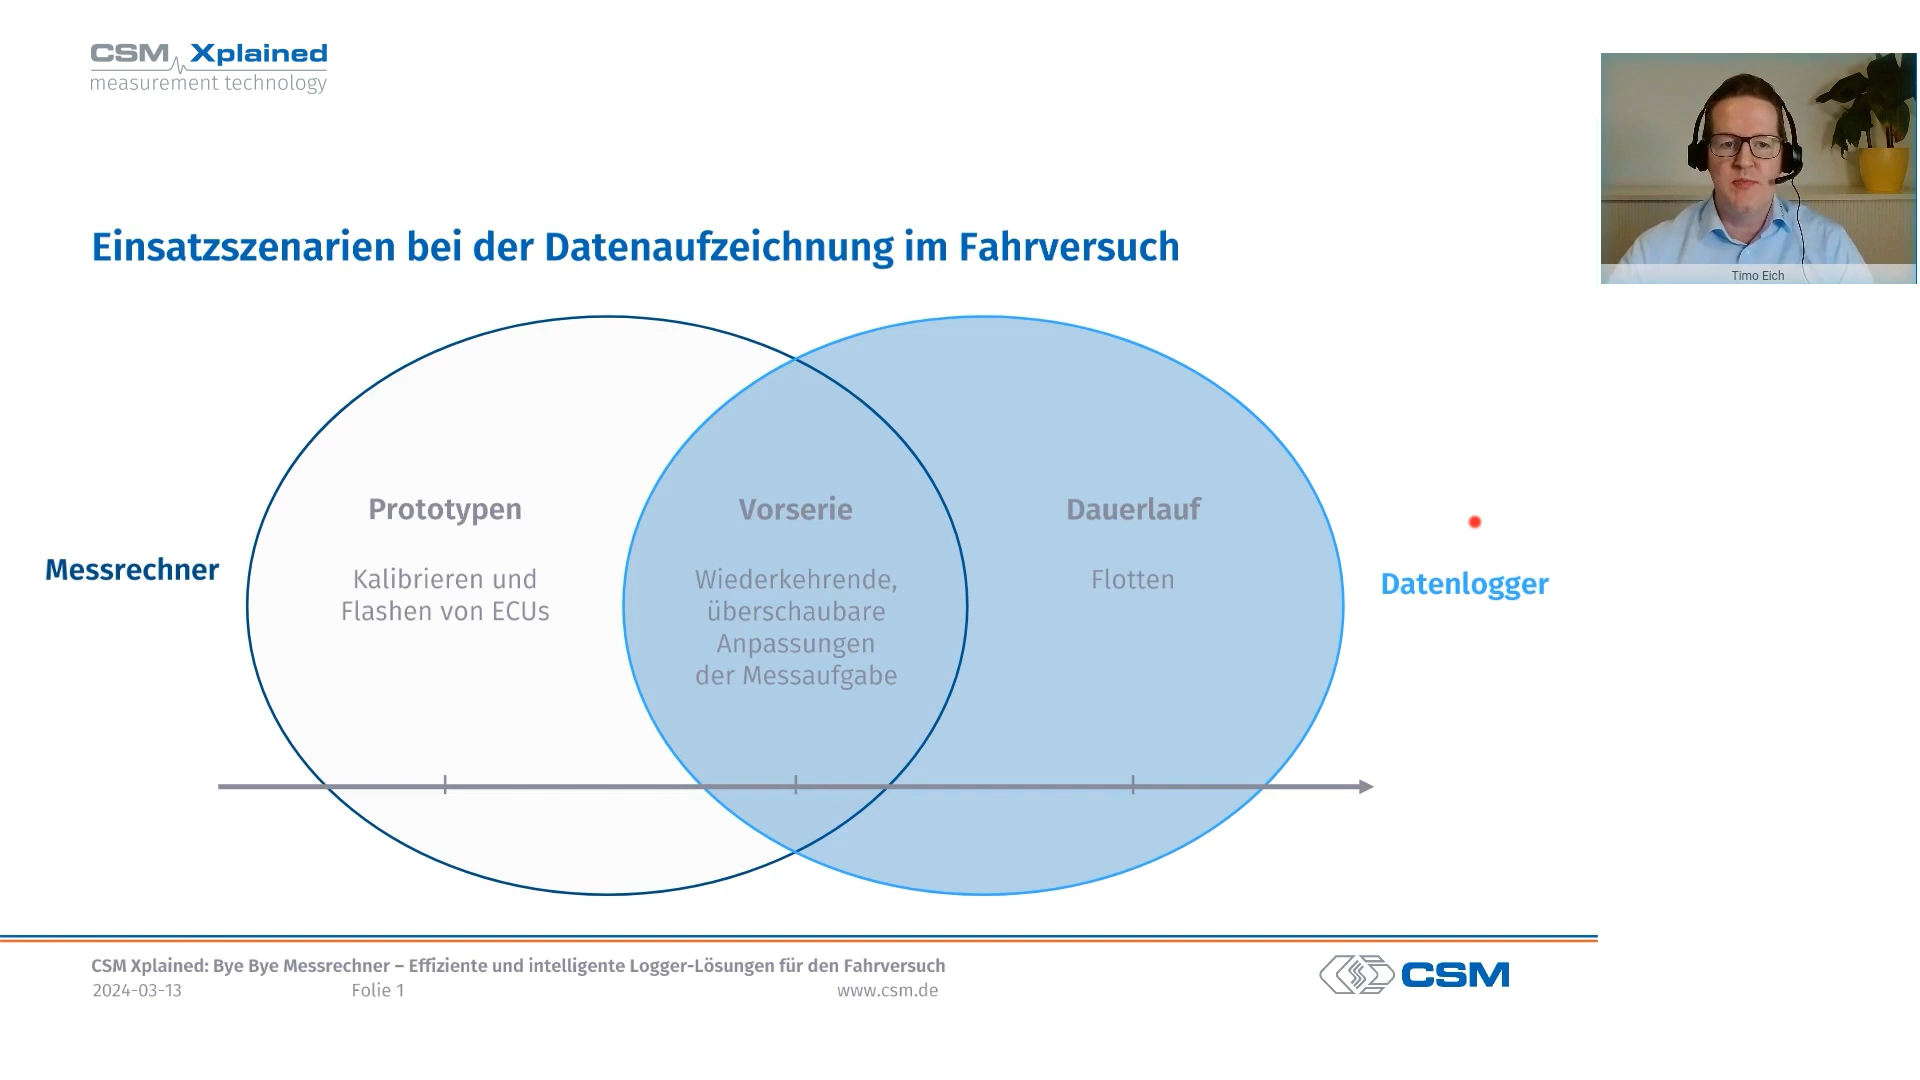 CSM Xplained
measurement technology
Timo Eich
Einsatzszenarien bei der Datenaufzeichnung im Fahrversuch
Messrechner
Prototypen
Kalibrieren und
Flashen von ECUs
Vorserie
Wiederkehrende,
überschaubare
Anpassungen
der Messaufgabe
Dauerlauf
Flotten
Datenlogger
CSM Xplained: Bye Bye Messrechner – Effiziente und intelligente Logger-Lösungen für den Fahrversuch
2024-03-13 Folie 1 www.csm.de
CSM